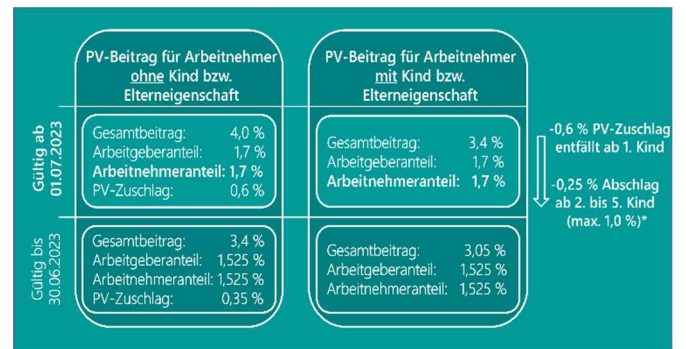 PV-Beitrag für Arbeitnehmer
ohne Kind bzw.
Elterneigenschaft
PV-Beitrag für Arbeitnehmer
mit Kind bzw.
Elterneigenschaft
Gültig ab
01.07.2023
Gesamtbeitrag: 4,0 %
Arbeitgeberanteil: 1,7 %
Arbeitnehmeranteil: 1,7 %
PV-Zuschlag: 0,6 %
Gesamtbeitrag: 3,4 %
Arbeitgeberanteil: 1,7 %
Arbeitnehmeranteil: 1,7 %
-0,6 % PV-Zuschlag
entfällt ab 1. Kind
-0,25 % Abschlag
ab 2. bis 5. Kind
(max. 1,0 %)*
Gültig bis
30.06.2023
Gesamtbeitrag: 3,4 %
Arbeitgeberanteil: 1,525 %
Arbeitnehmeranteil: 1,525 %
PV-Zuschlag: 0,35 %
Gesamtbeitrag: 3,05 %
Arbeitgeberanteil: 1,525 %
Arbeitnehmeranteil: 1,525 %